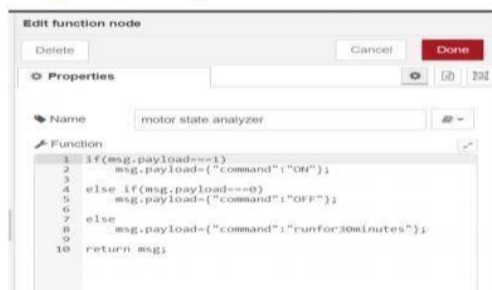 Edit function node
Delete Cancel Done
Properties
Name motor state analyzer
Function
1 if(msg.payload===1)
2 msg.payload={"command":"ON"};
3
4 else if(msg.payload===0)
5 msg.payload={"command":"OFF"};
6
7 else
8 msg.payload={"command":"runfor30minutes"};
9
10 return msg;